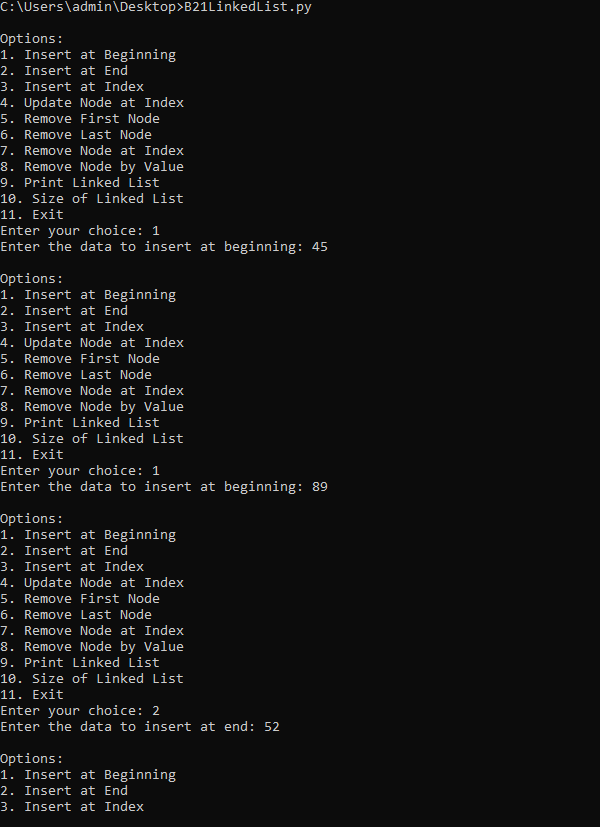 C:\Users\admin\Desktop>B21LinkedList.py
Options:
1. Insert at Beginning
2. Insert at End
3. Insert at Index
4. Update Node at Index
5. Remove First Node
6. Remove Last Node
7. Remove Node at Index
8. Remove Node by Value
9. Print Linked List
10. Size of Linked List
11. Exit
Enter your choice: 1
Enter the data to insert at beginning: 45
Options:
1. Insert at Beginning
2. Insert at End
3. Insert at Index
4. Update Node at Index
5. Remove First Node
6. Remove Last Node
7. Remove Node at Index
8. Remove Node by Value
9. Print Linked List
10. Size of Linked List
11. Exit
Enter your choice: 1
Enter the data to insert at beginning: 89
Options:
1. Insert at Beginning
2. Insert at End
3. Insert at Index
4. Update Node at Index
5. Remove First Node
6. Remove Last Node
7. Remove Node at Index
8. Remove Node by Value
9. Print Linked List
10. Size of Linked List
11. Exit
Enter your choice: 2
Enter the data to insert at end: 52
Options:
1. Insert at Beginning
2. Insert at End
3. Insert at Index